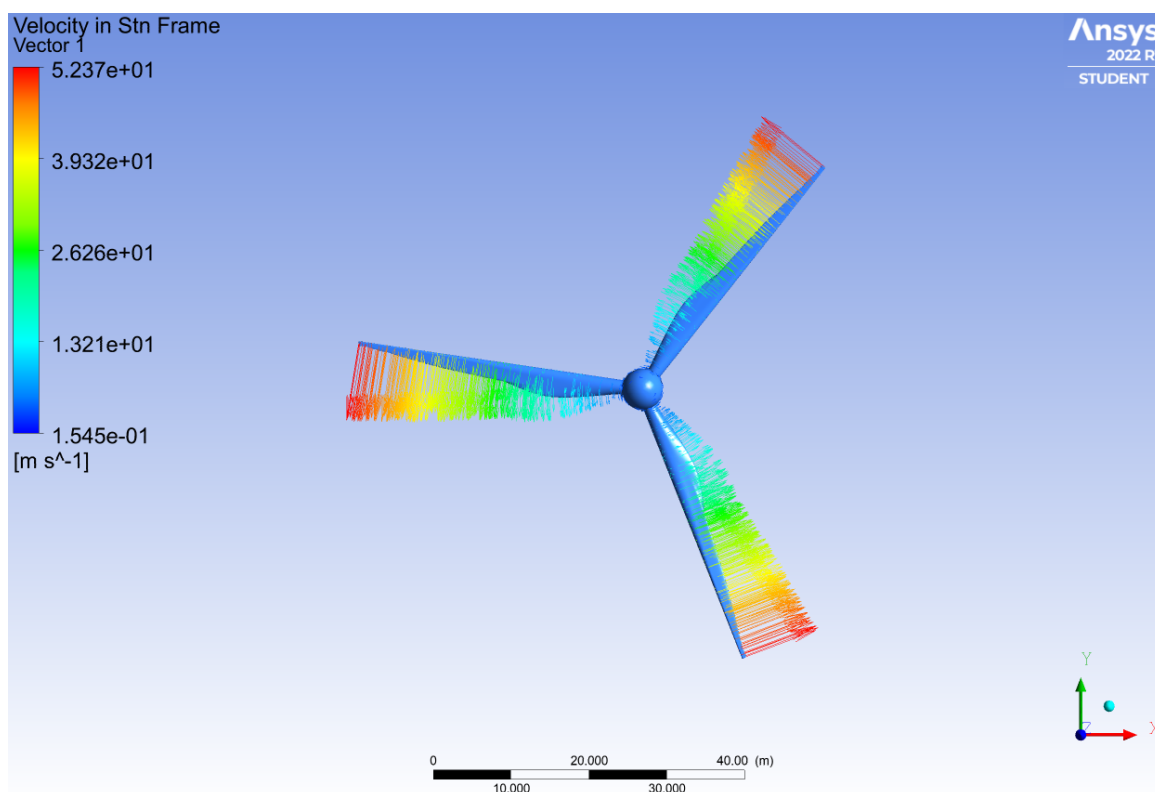 Velocity in Stn Frame
Vector 1
5.237e+01
3.932e+01
2.626e+01
1.321e+01
1.545e-01
[m s^-1]
Ansys
2022 R
STUDENT
Y
Z
X
0
20.000
40.00
(m)
10.000
30.000